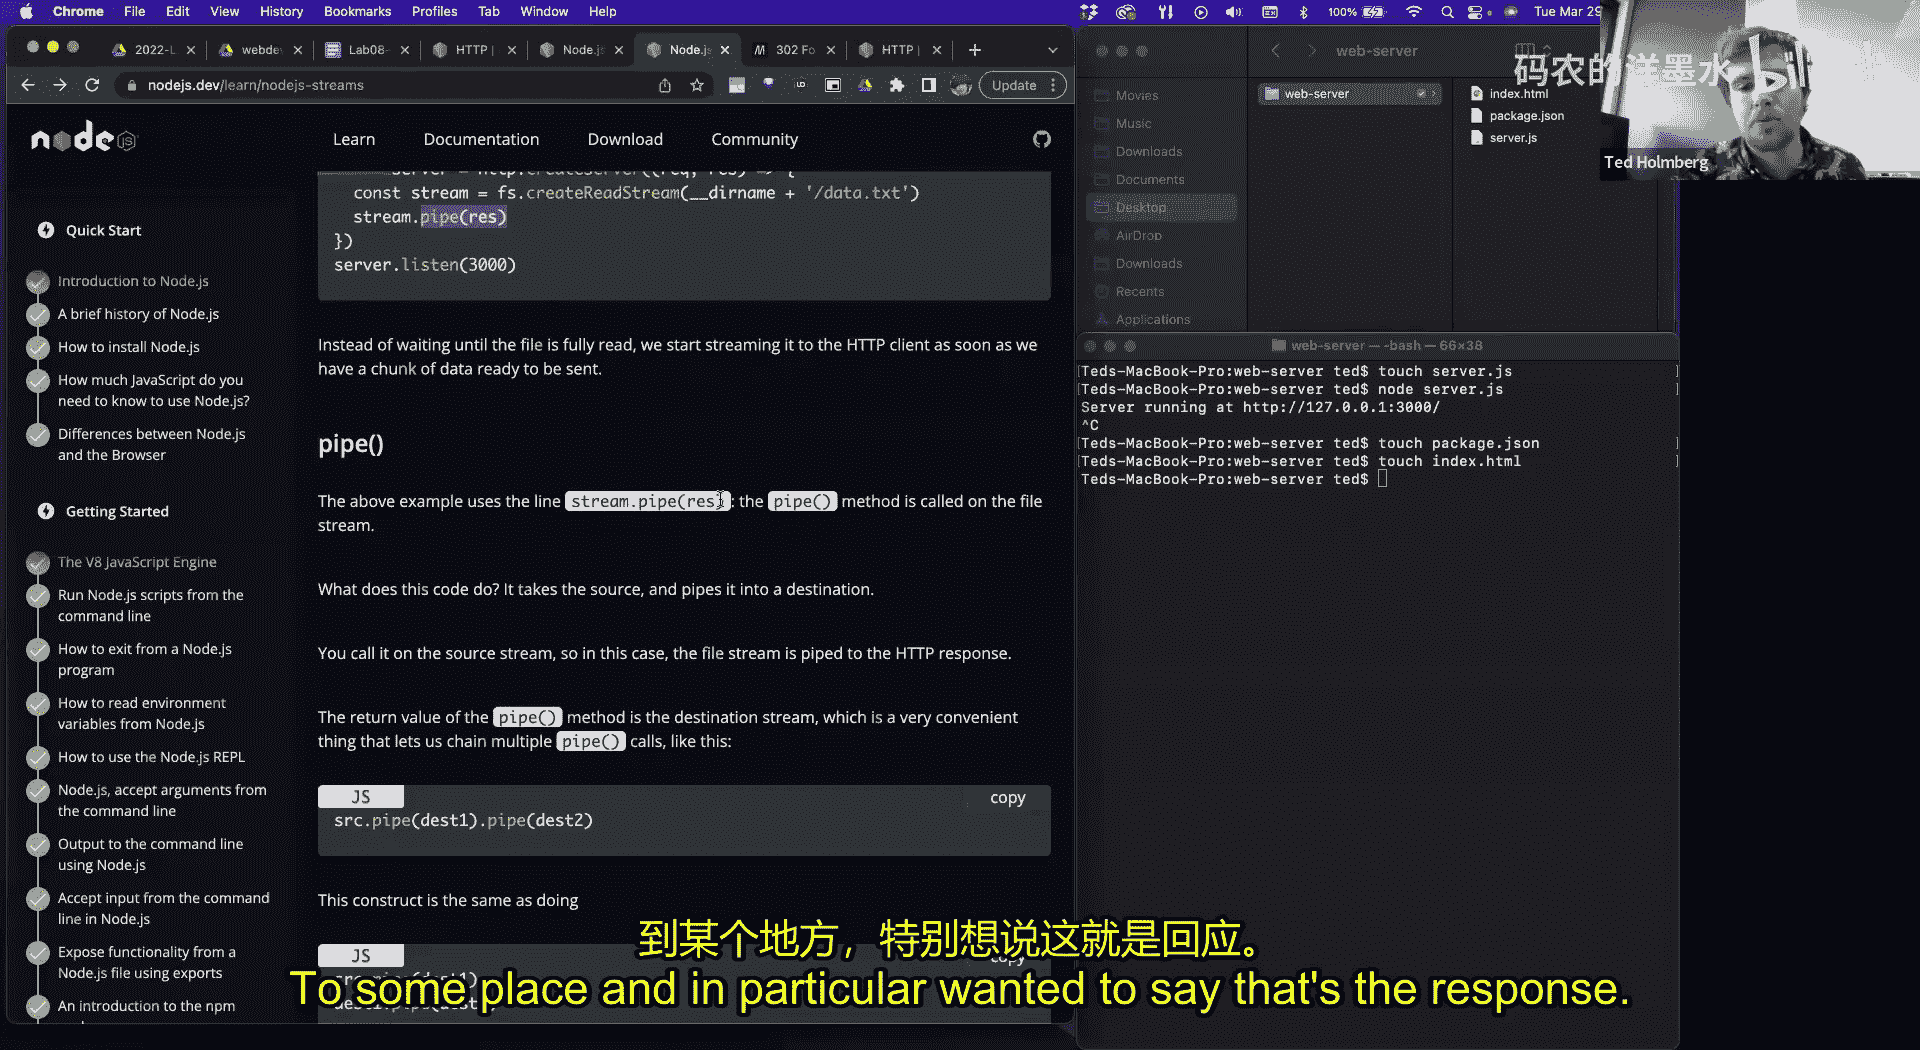 Chrome File Edit View History Bookmarks Profiles Tab Window Help
100% Tue Mar 29
2022-L
webdev
Lab08-
HTTP |
Node.js
Node.js
302 Fo
HTTP |
nodejs.dev/learn/nodejs-streams
Update
node JS
Learn Documentation Download Community
Quick Start
Introduction to Node.js
A brief history of Node.js
How to install Node.js
How much JavaScript do you
need to know to use Node.js?
Differences between Node.js
and the Browser
Getting Started
The V8 JavaScript Engine
Run Node.js scripts from the
command line
How to exit from a Node.js
program
How to read environment
variables from Node.js
How to use the Node.js REPL
Node.js, accept arguments from
the command line
Output to the command line
using Node.js
Accept input from the command
line in Node.js
Expose functionality from a
Node.js file using exports
An introduction to the npm
server = http.createServer((req, res) => {
const stream = fs.createReadStream(__dirname + '/data.txt')
stream.pipe(res)
})
server.listen(3000)
Instead of waiting until the file is fully read, we start streaming it to the HTTP client as soon as we
have a chunk of data ready to be sent.
pipe()
The above example uses the line stream.pipe(res): the pipe() method is called on the file
stream.
What does this code do? It takes the source, and pipes it into a destination.
You call it on the source stream, so in this case, the file stream is piped to the HTTP response.
The return value of the pipe() method is the destination stream, which is a very convenient
thing that lets us chain multiple pipe() calls, like this:
JS copy
src.pipe(dest1).pipe(dest2)
This construct is the same as doing
JS copy
web-server
Movies
Music
Downloads
Documents
Desktop
AirDrop
Downloads
Recents
Applications
web-server
index.html
package.json
server.js
码农的洋墨水
Ted Holmberg
web-server — -bash — 66×38
[Teds-MacBook-Pro:web-server ted$ touch server.js ]
[Teds-MacBook-Pro:web-server ted$ node server.js ]
Server running at http://127.0.0.1:3000/
^C
[Teds-MacBook-Pro:web-server ted$ touch package.json ]
[Teds-MacBook-Pro:web-server ted$ touch index.html ]
Teds-MacBook-Pro:web-server ted$
到某个地方，特别想说这就是回应。
To some place and in particular wanted to say that's the response.